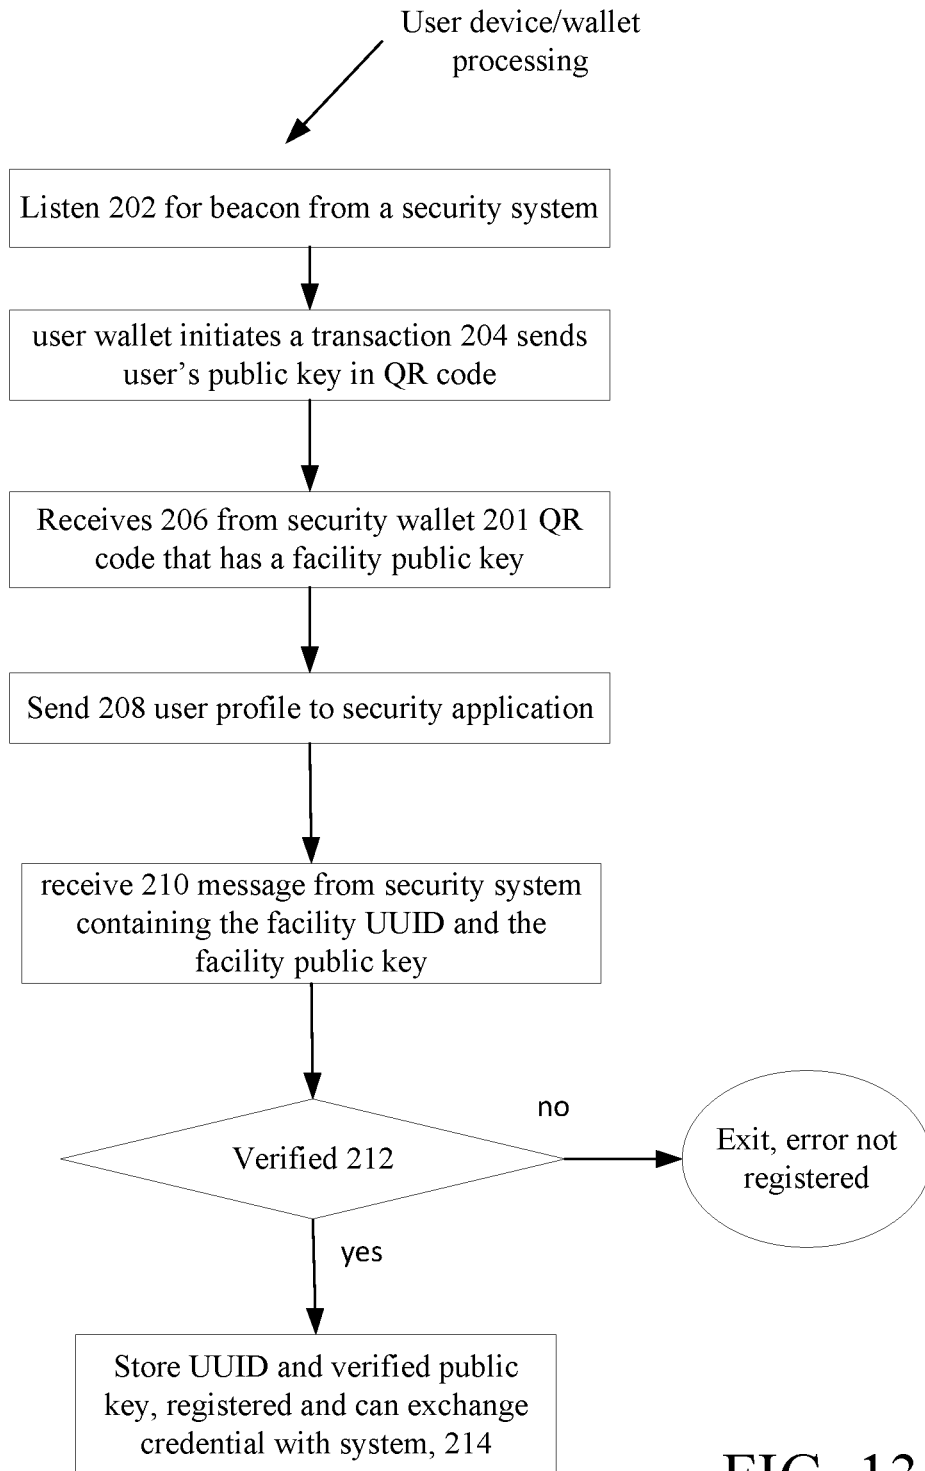 User device/wallet
processing
Listen 202 for beacon from a security system
user wallet initiates a transaction 204 sends
user’s public key in QR code
Receives 206 from security wallet 201 QR
code that has a facility public key
Send 208 user profile to security application
receive 210 message from security system
containing the facility UUID and the
facility public key
Verified 212
no
Exit, error not
registered
yes
Store UUID and verified public
key, registered and can exchange
credential with system, 214
FIG.